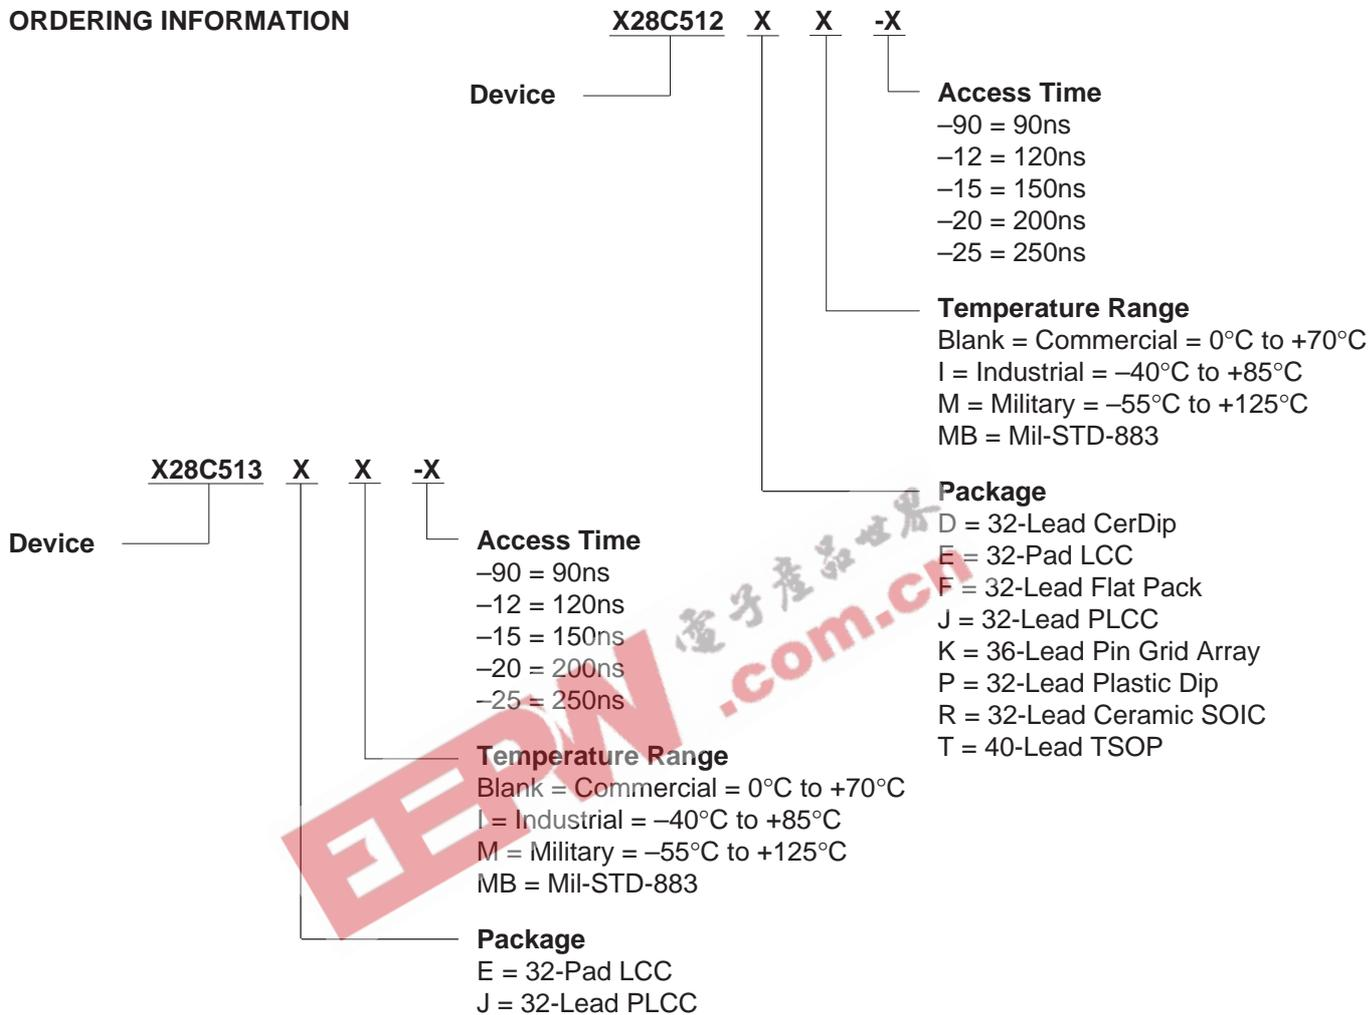 ORDERING INFORMATION
X28C512 X X -X
Device
Access Time
–90 = 90ns
–12 = 120ns
–15 = 150ns
–20 = 200ns
–25 = 250ns
Temperature Range
Blank = Commercial = 0°C to +70°C
I = Industrial = –40°C to +85°C
M = Military = –55°C to +125°C
MB = Mil-STD-883
Package
D = 32-Lead CerDip
E = 32-Pad LCC
F = 32-Lead Flat Pack
J = 32-Lead PLCC
K = 36-Lead Pin Grid Array
P = 32-Lead Plastic Dip
R = 32-Lead Ceramic SOIC
T = 40-Lead TSOP
X28C513 X X -X
Device
Access Time
–90 = 90ns
–12 = 120ns
–15 = 150ns
–20 = 200ns
–25 = 250ns
Temperature Range
Blank = Commercial = 0°C to +70°C
I = Industrial = –40°C to +85°C
M = Military = –55°C to +125°C
MB = Mil-STD-883
Package
E = 32-Pad LCC
J = 32-Lead PLCC
電子產品世界
EEPW.com.cn